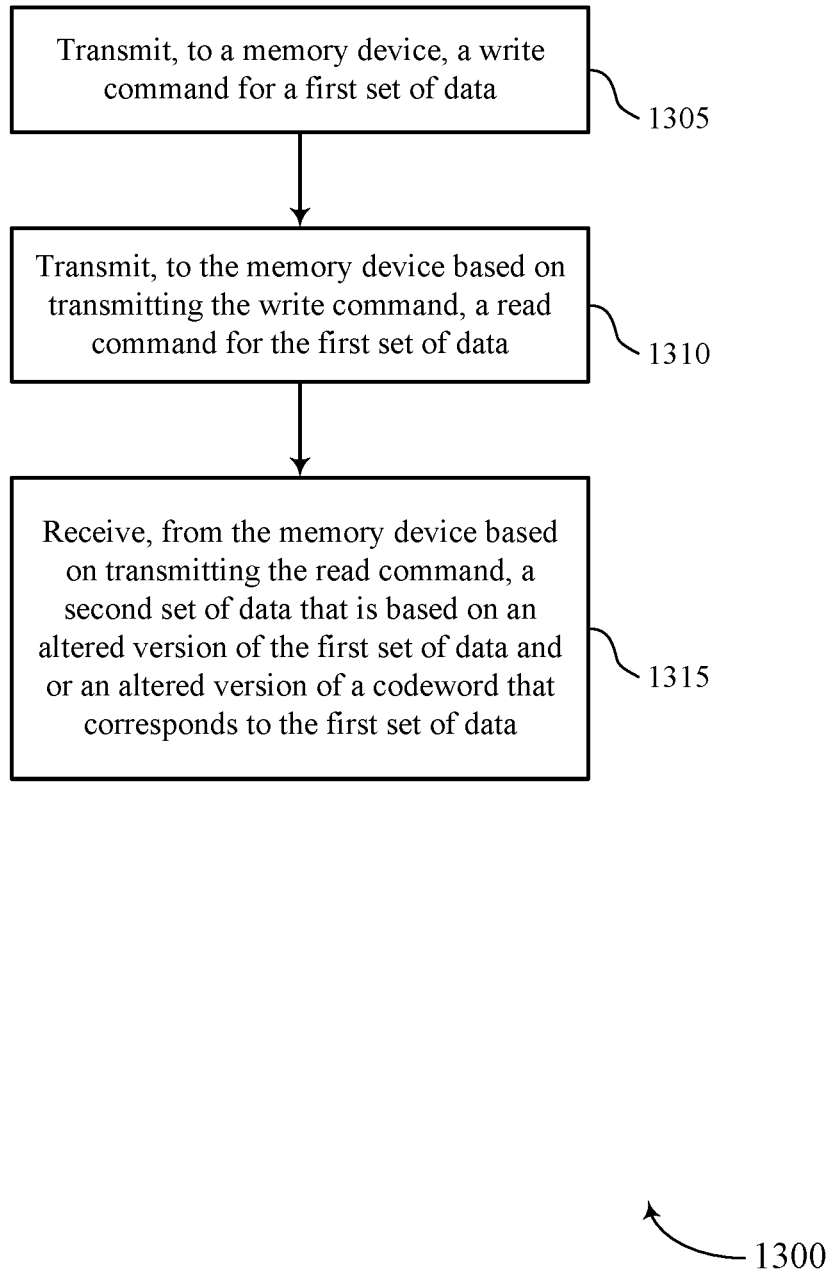 Transmit, to a memory device, a write
command for a first set of data
1305
Transmit, to the memory device based on
transmitting the write command, a read
command for the first set of data
1310
Receive, from the memory device based
on transmitting the read command, a
second set of data that is based on an
altered version of the first set of data and
or an altered version of a codeword that
corresponds to the first set of data
1315
1300